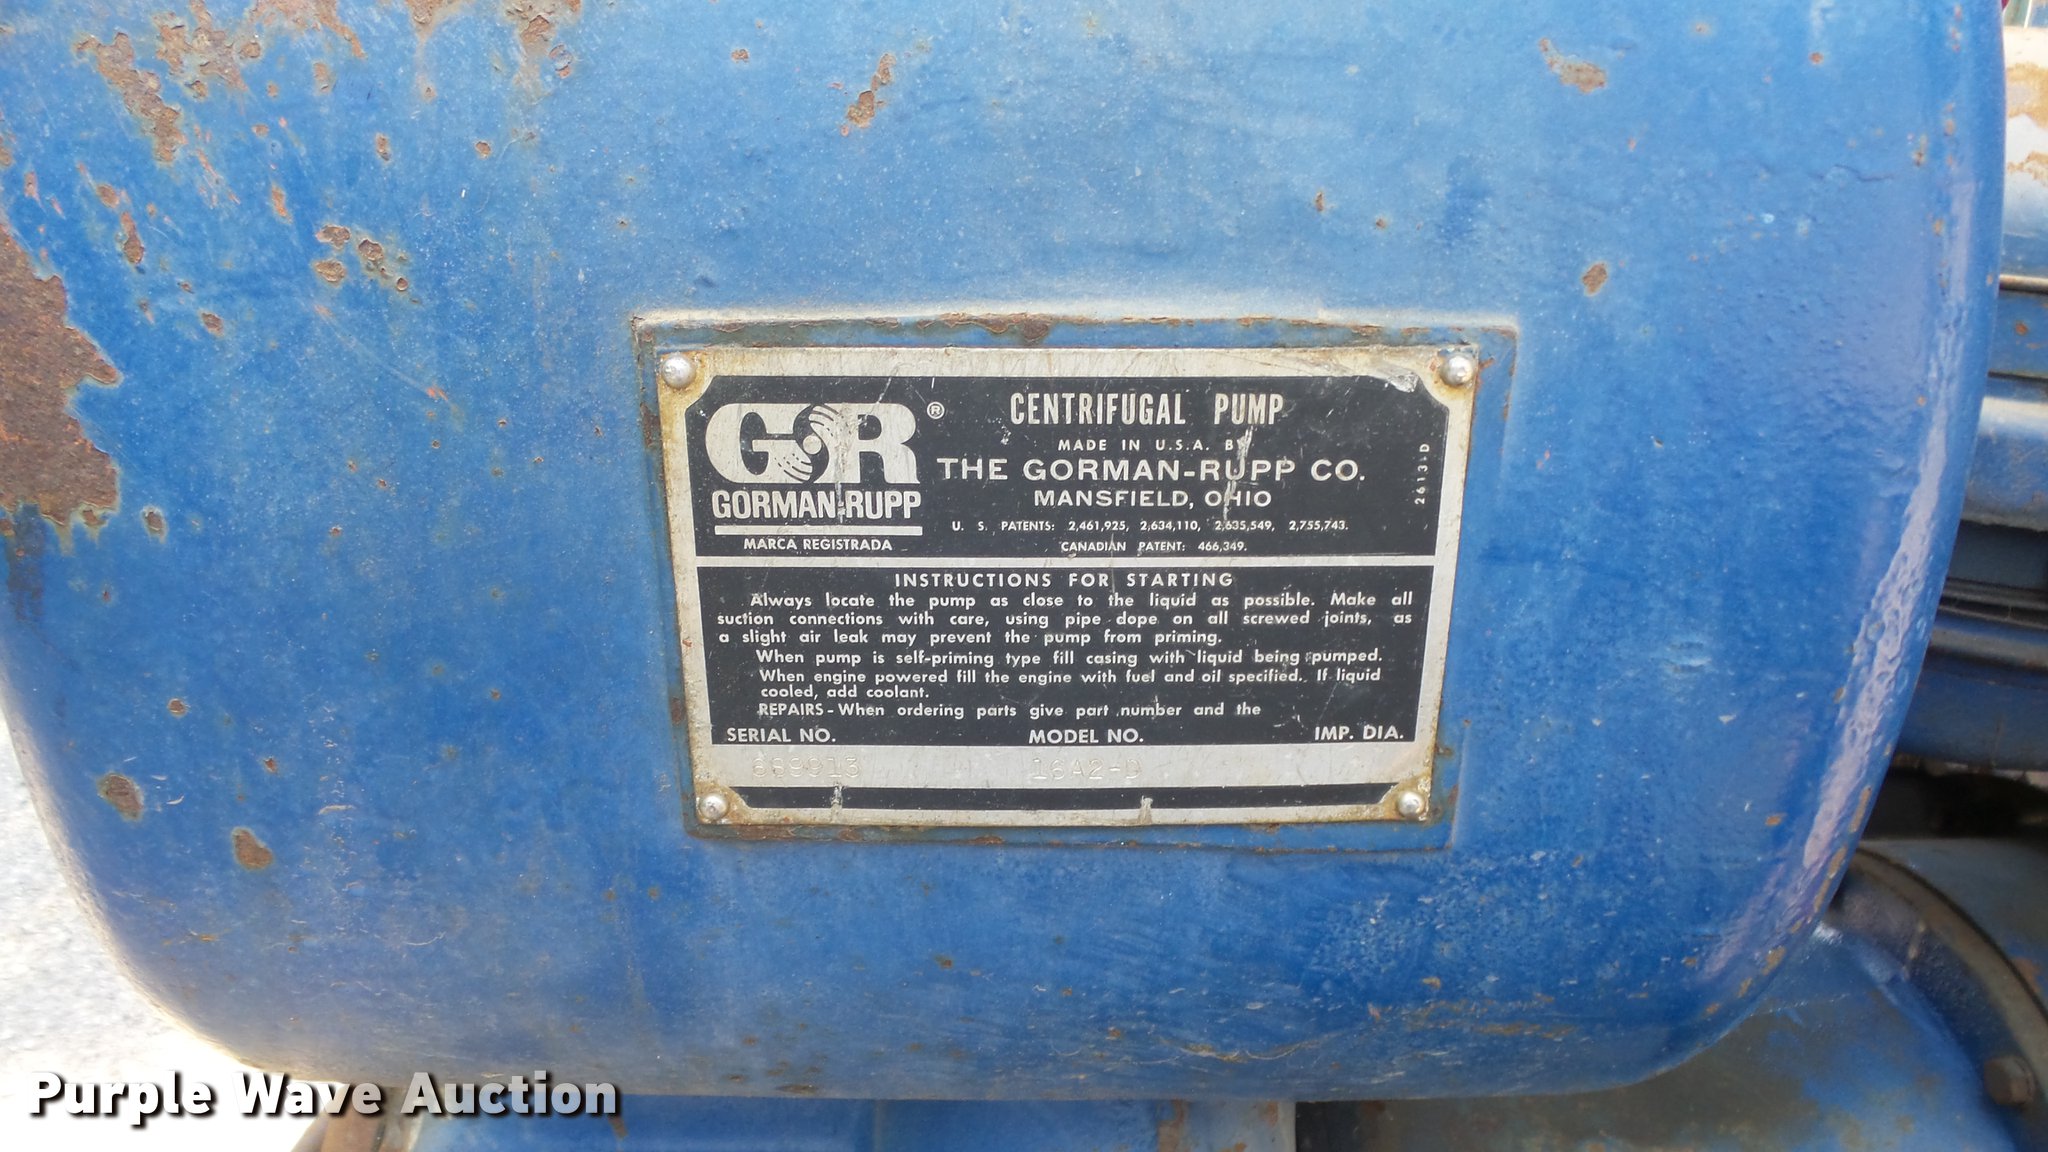 GR®
GORMAN-RUPP
MARCA REGISTRADA
CENTRIFUGAL PUMP
MADE IN U.S.A. BY
THE GORMAN-RUPP CO.
MANSFIELD, OHIO
U. S. PATENTS: 2,461,925, 2,634,110, 2,635,549, 2,755,743.
CANADIAN PATENT: 466,349.
2613-D
INSTRUCTIONS FOR STARTING
Always locate the pump as close to the liquid as possible. Make all
suction connections with care, using pipe dope on all screwed joints, as
a slight air leak may prevent the pump from priming.
When pump is self-priming type fill casing with liquid being pumped.
When engine powered fill the engine with fuel and oil specified. If liquid
cooled, add coolant.
REPAIRS - When ordering parts give part number and the
SERIAL NO. MODEL NO. IMP. DIA.
689913 16A2-D
Purple Wave Auction